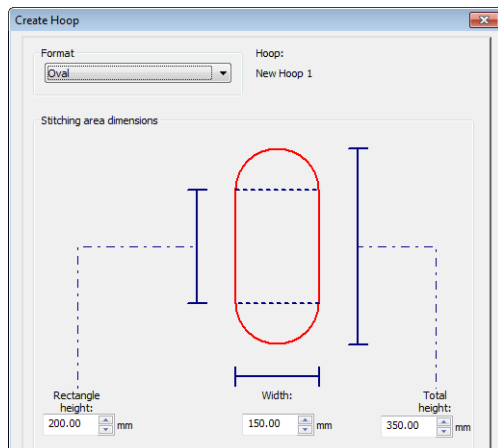 Create Hoop
Format
Oval
Hoop:
New Hoop 1
Stitching area dimensions
Rectangle
height:
200.00 mm
Width:
150.00 mm
Total
height:
350.00 mm